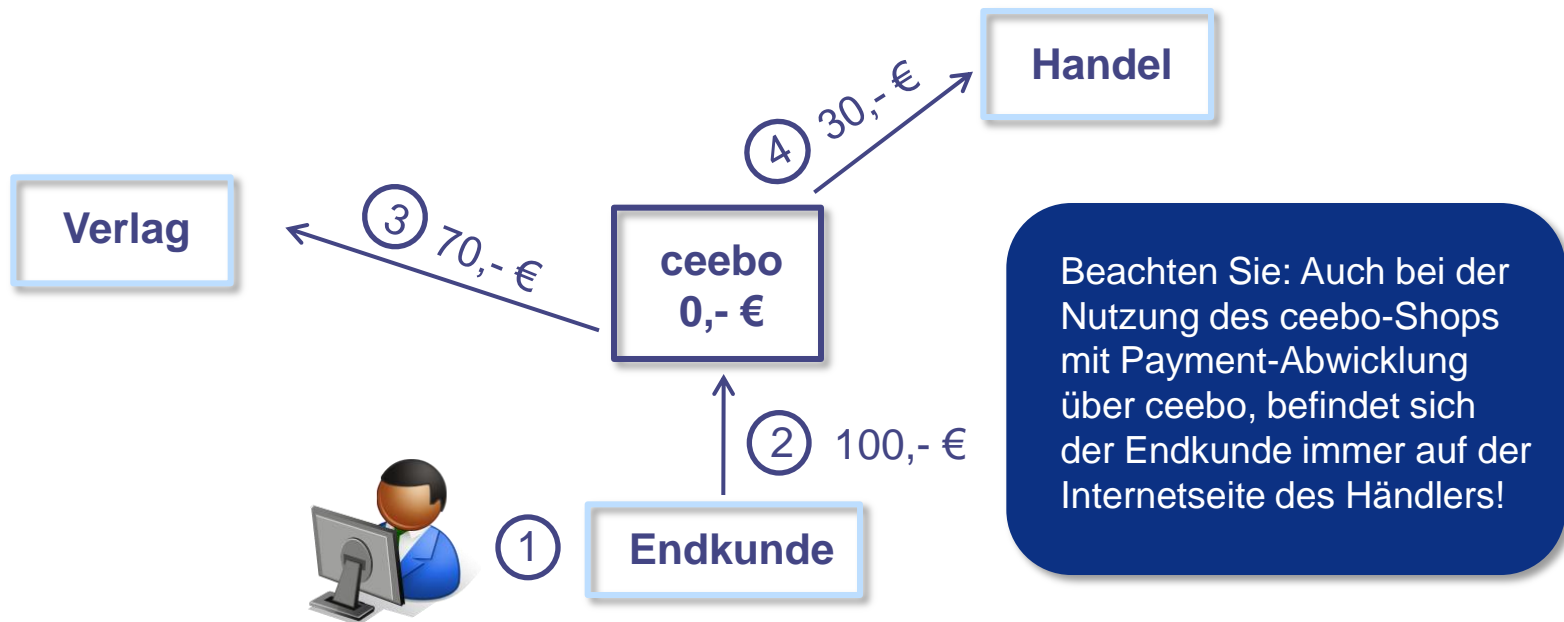 Handel
4 30,- €
Verlag
3 70,- €
ceebo
0,- €
Beachten Sie: Auch bei der
Nutzung des ceebo-Shops
mit Payment-Abwicklung
über ceebo, befindet sich
der Endkunde immer auf der
Internetseite des Händlers!
2 100,- €
1
Endkunde